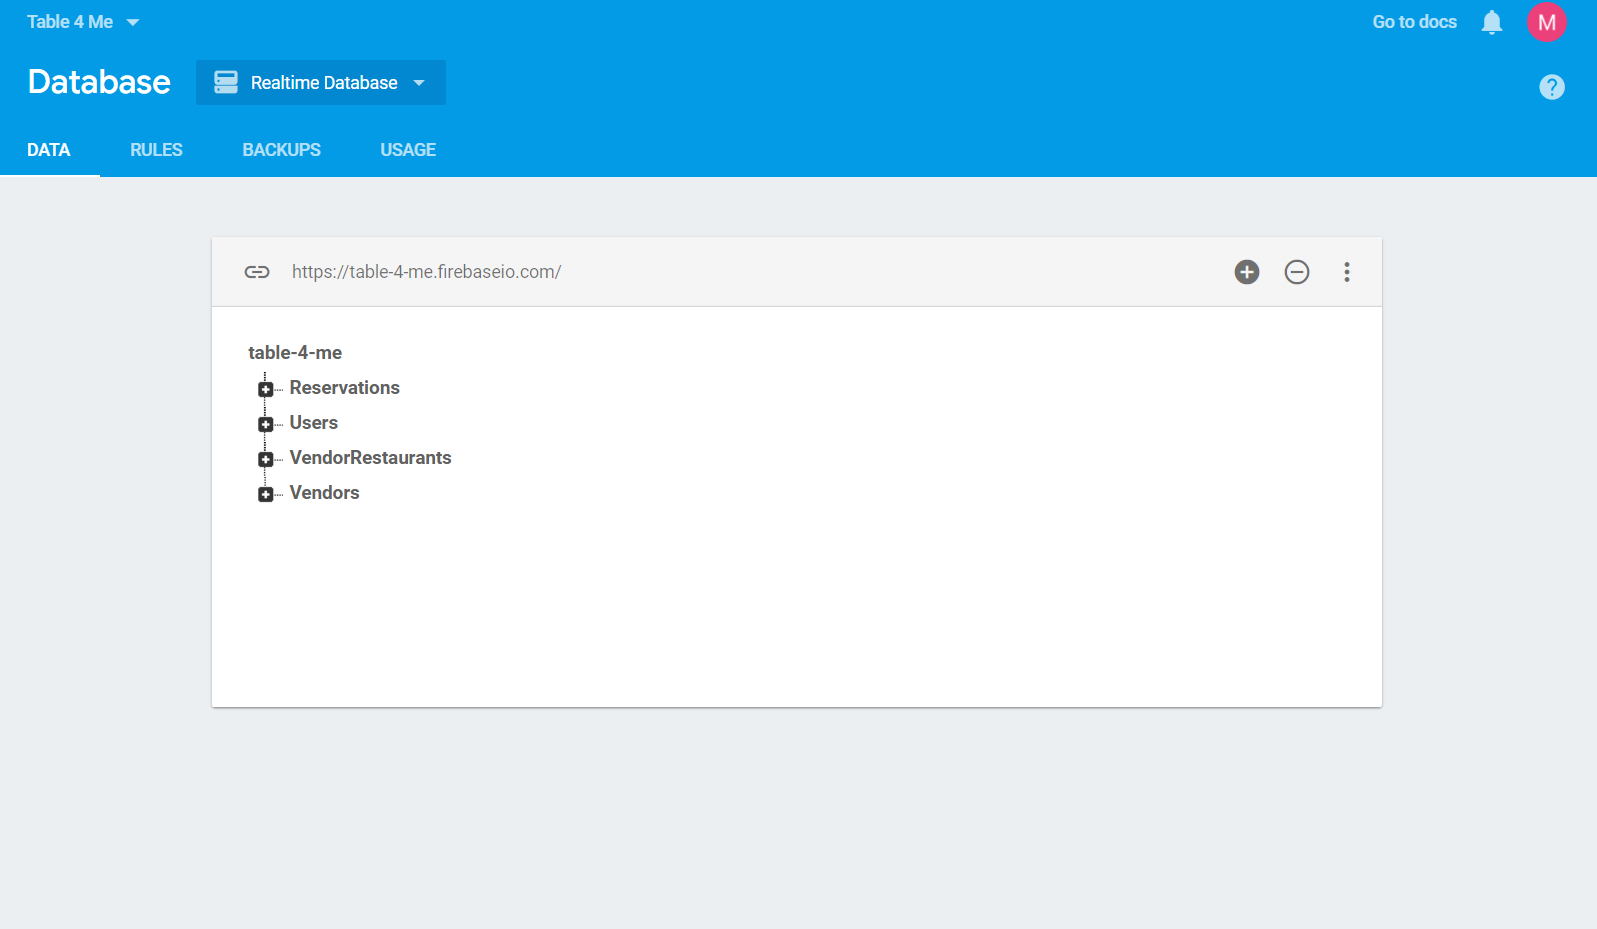 Table 4 Me
Go to docs
M
Database
Realtime Database
?
DATA
RULES
BACKUPS
USAGE
https://table-4-me.firebaseio.com/
table-4-me
Reservations
Users
VendorRestaurants
Vendors